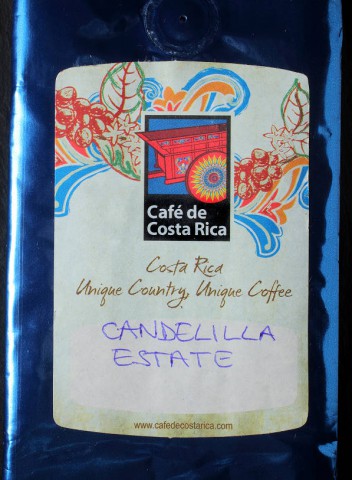 Café de
Costa Rica
Costa Rica
Unique Country, Unique Coffee
CANDELILLA
ESTATE
www.cafedecostarica.com